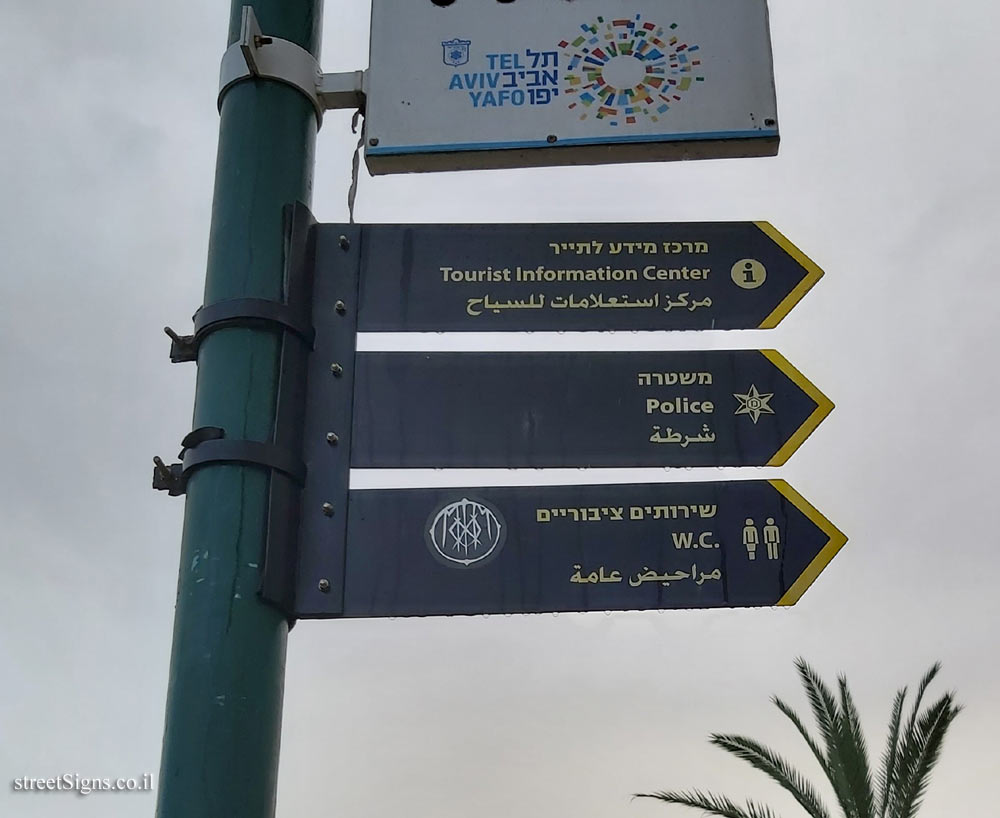 תל
אביב
יפו
TEL
AVIV
YAFO
מרכז מידע לתייר
Tourist Information Center
مركز استعلامات للسياح
משטרה
Police
شرطة
שירותים ציבוריים
W.C.
مراحيض عامة
streetSigns.co.il